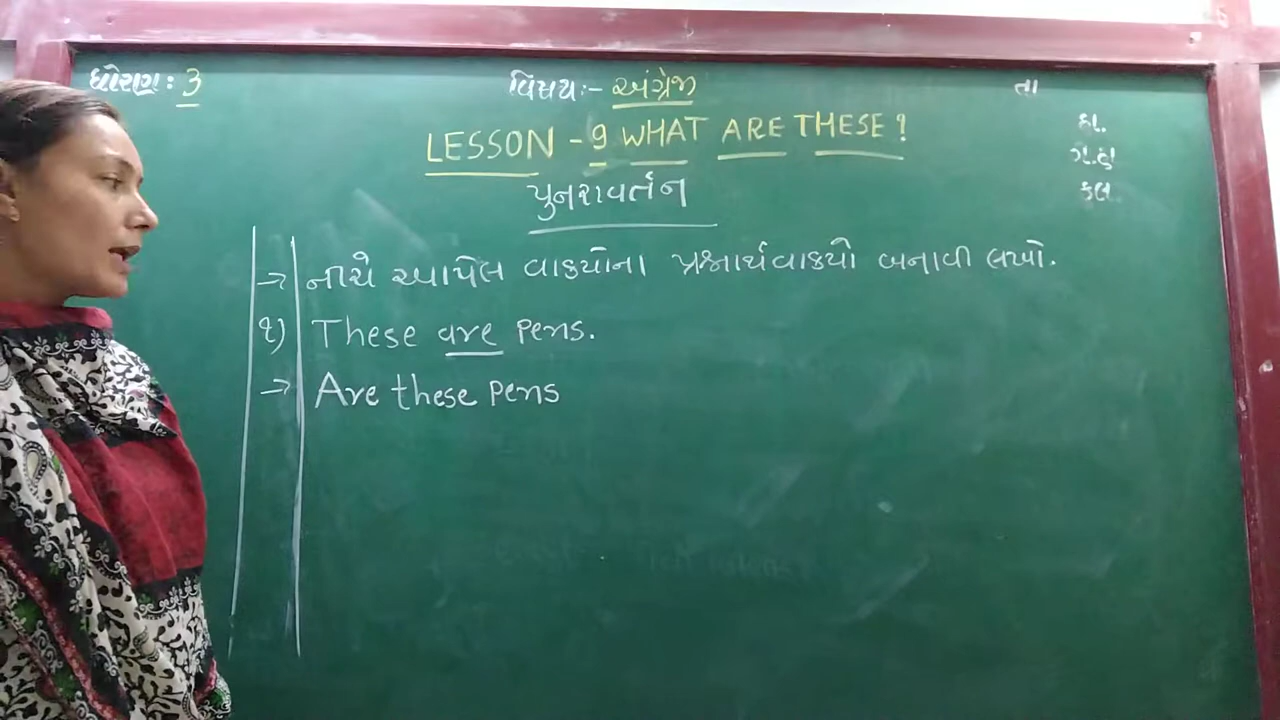 ધોરણ: 3
વિષય:- અંગ્રેજી
તા
હા.
ગે.હા
કુલ
LESSON - 9 WHAT ARE THESE?
પુનરાવર્તન
→ નીચે આપેલ વાક્યોના પ્રશ્નાર્થવાક્યો બનાવી લખો.
૧) These are pens.
→ Are these pens